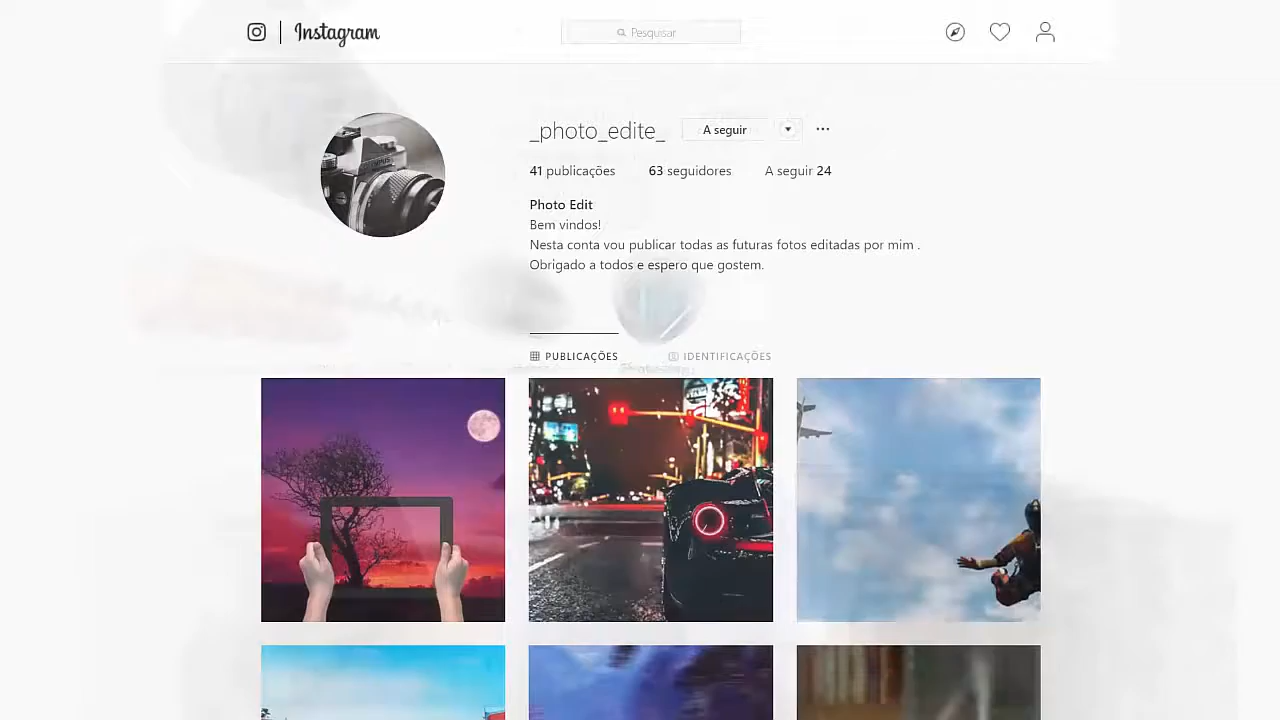 Instagram
Pesquisar
_photo_edite_
A seguir
41 publicações 63 seguidores A seguir 24
Photo Edit
Bem vindos!
Nesta conta vou publicar todas as futuras fotos editadas por mim .
Obrigado a todos e espero que gostem.
PUBLICAÇÕES IDENTIFICAÇÕES
OLYMPUS